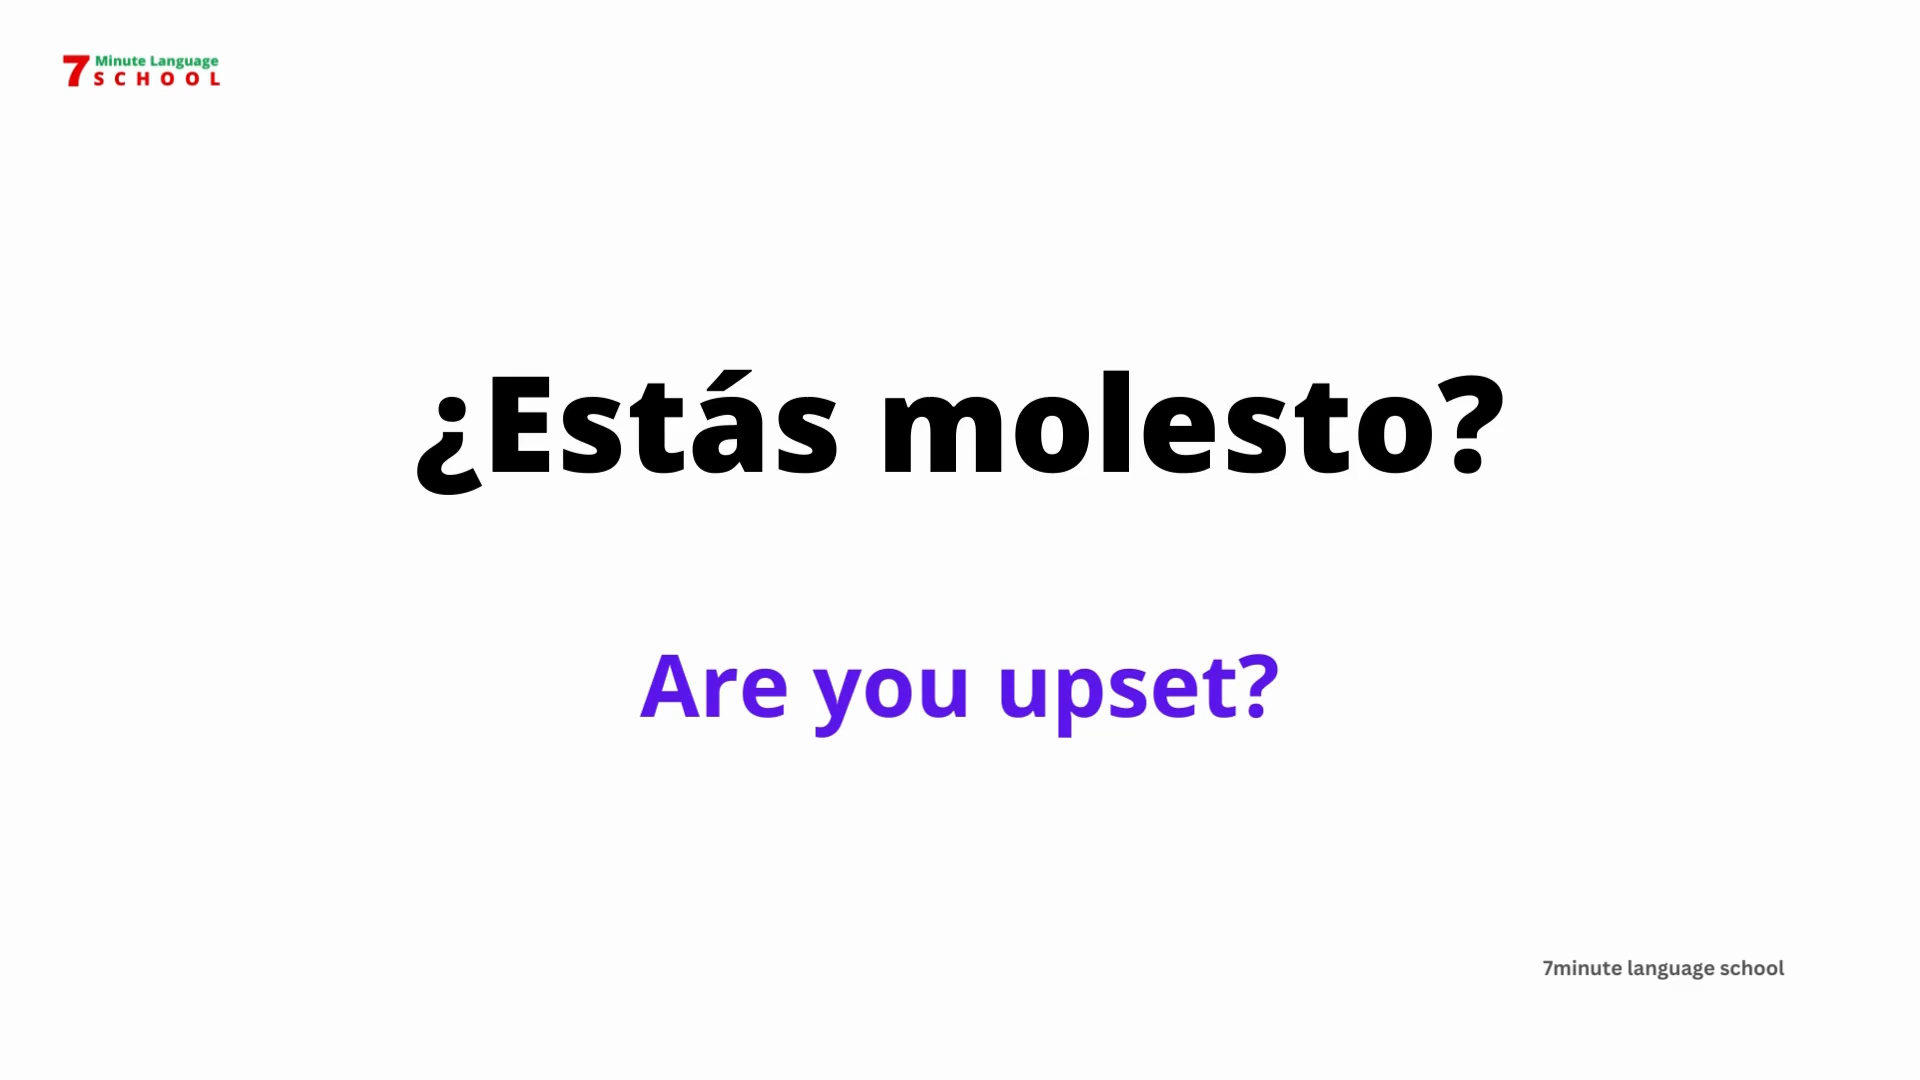 7 Minute Language
SCHOOL
¿Estás molesto?
Are you upset?
7minute language school